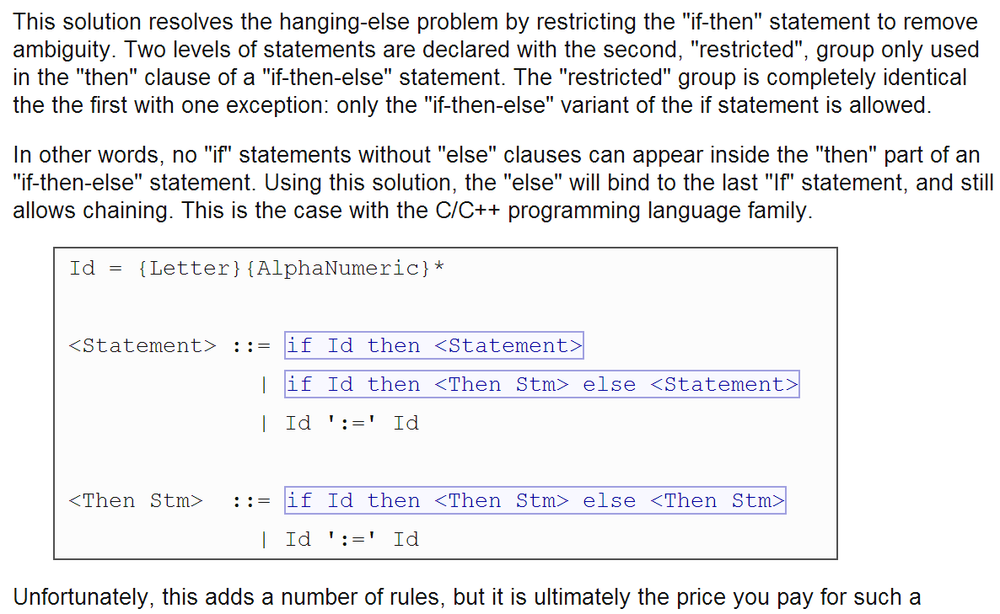 This solution resolves the hanging-else problem by restricting the "if-then" statement to remove
ambiguity. Two levels of statements are declared with the second, "restricted", group only used
in the "then" clause of a "if-then-else" statement. The "restricted" group is completely identical
the the first with one exception: only the "if-then-else" variant of the if statement is allowed.
In other words, no "if" statements without "else" clauses can appear inside the "then" part of an
"if-then-else" statement. Using this solution, the "else" will bind to the last "If" statement, and still
allows chaining. This is the case with the C/C++ programming language family.
Id = {Letter}{AlphaNumeric}*
<Statement> ::= if Id then <Statement>
| if Id then <Then Stm> else <Statement>
| Id ':=' Id
<Then Stm> ::= if Id then <Then Stm> else <Then Stm>
| Id ':=' Id
Unfortunately, this adds a number of rules, but it is ultimately the price you pay for such a